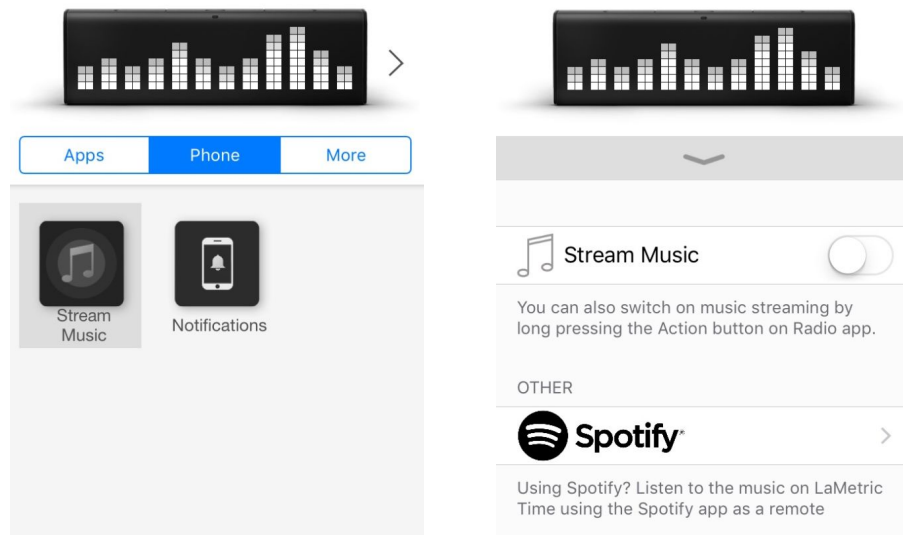 Apps
Phone
More
Stream
Music
Notifications
Stream Music
You can also switch on music streaming by
long pressing the Action button on Radio app.
OTHER
Spotify
Using Spotify? Listen to the music on LaMetric
Time using the Spotify app as a remote